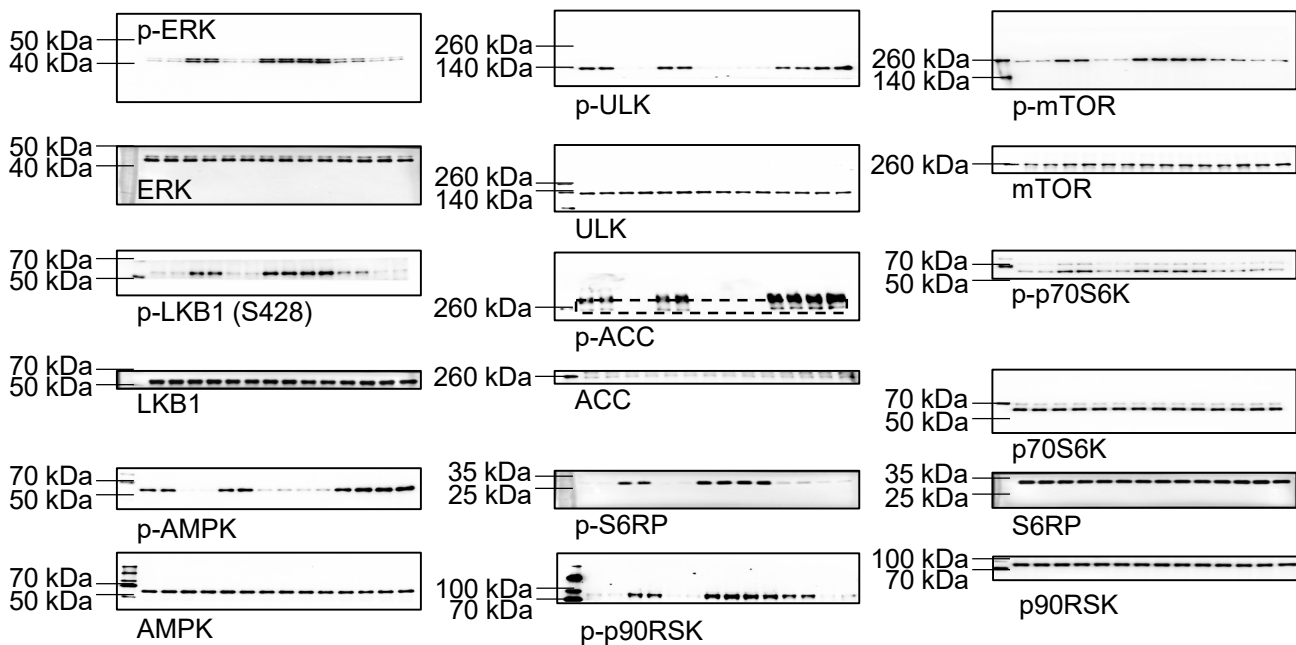 p-ERK
50 kDa
40 kDa
260 kDa
140 kDa
p-ULK
260 kDa
140 kDa
p-mTOR
50 kDa
40 kDa
ERK
260 kDa
140 kDa
ULK
260 kDa
mTOR
70 kDa
50 kDa
p-LKB1 (S428)
260 kDa
p-ACC
70 kDa
50 kDa
p-p70S6K
70 kDa
50 kDa
LKB1
260 kDa
ACC
70 kDa
50 kDa
p70S6K
70 kDa
50 kDa
p-AMPK
35 kDa
25 kDa
p-S6RP
35 kDa
25 kDa
S6RP
70 kDa
50 kDa
AMPK
100 kDa
70 kDa
p-p90RSK
100 kDa
70 kDa
p90RSK